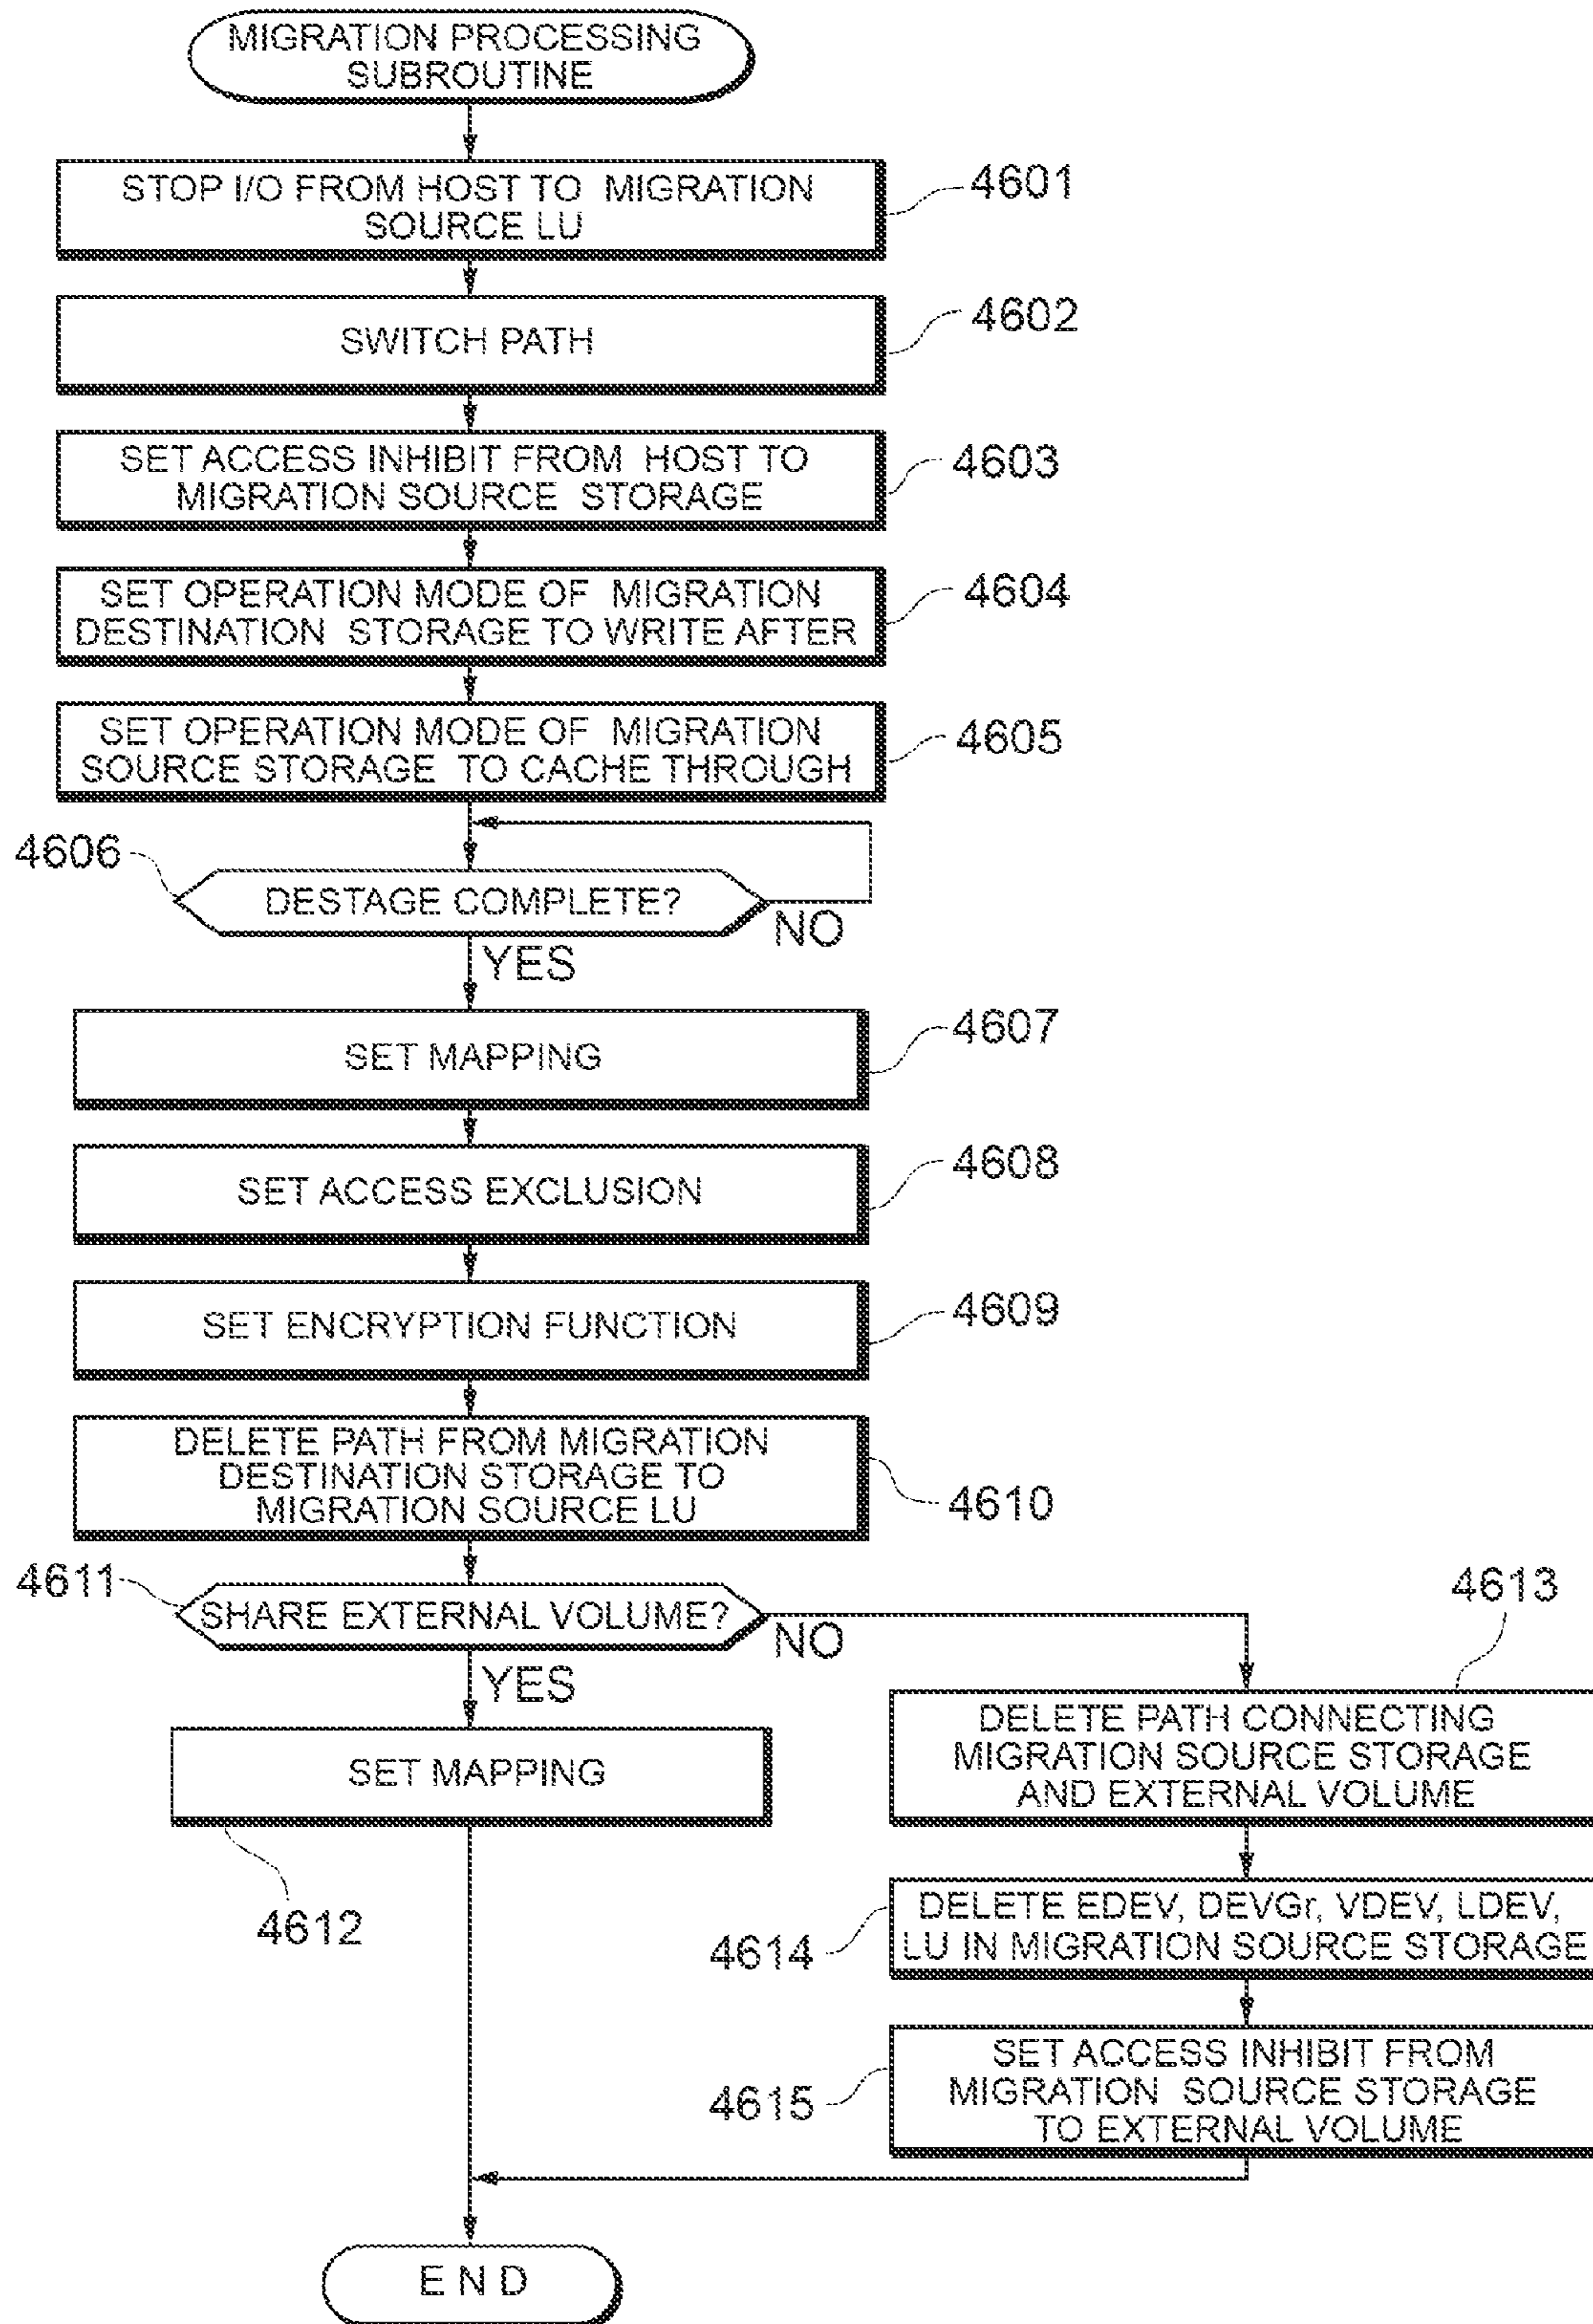 MIGRATION PROCESSING
SUBROUTINE
STOP I/O FROM HOST TO MIGRATION
SOURCE LU
4601
SWITCH PATH
4602
SET ACCESS INHIBIT FROM HOST TO
MIGRATION SOURCE STORAGE
4603
SET OPERATION MODE OF MIGRATION
DESTINATION STORAGE TO WRITE AFTER
4604
SET OPERATION MODE OF MIGRATION
SOURCE STORAGE TO CACHE THROUGH
4605
4606
DESTAGE COMPLETE?
NO
YES
SET MAPPING
4607
SET ACCESS EXCLUSION
4608
SET ENCRYPTION FUNCTION
4609
DELETE PATH FROM MIGRATION
DESTINATION STORAGE TO
MIGRATION SOURCE LU
4610
4611
SHARE EXTERNAL VOLUME?
NO
YES
SET MAPPING
4612
4613
DELETE PATH CONNECTING
MIGRATION SOURCE STORAGE
AND EXTERNAL VOLUME
DELETE EDEV, DEVGr, VDEV, LDEV,
LU IN MIGRATION SOURCE STORAGE
4614
SET ACCESS INHIBIT FROM
MIGRATION SOURCE STORAGE
TO EXTERNAL VOLUME
4615
E N D